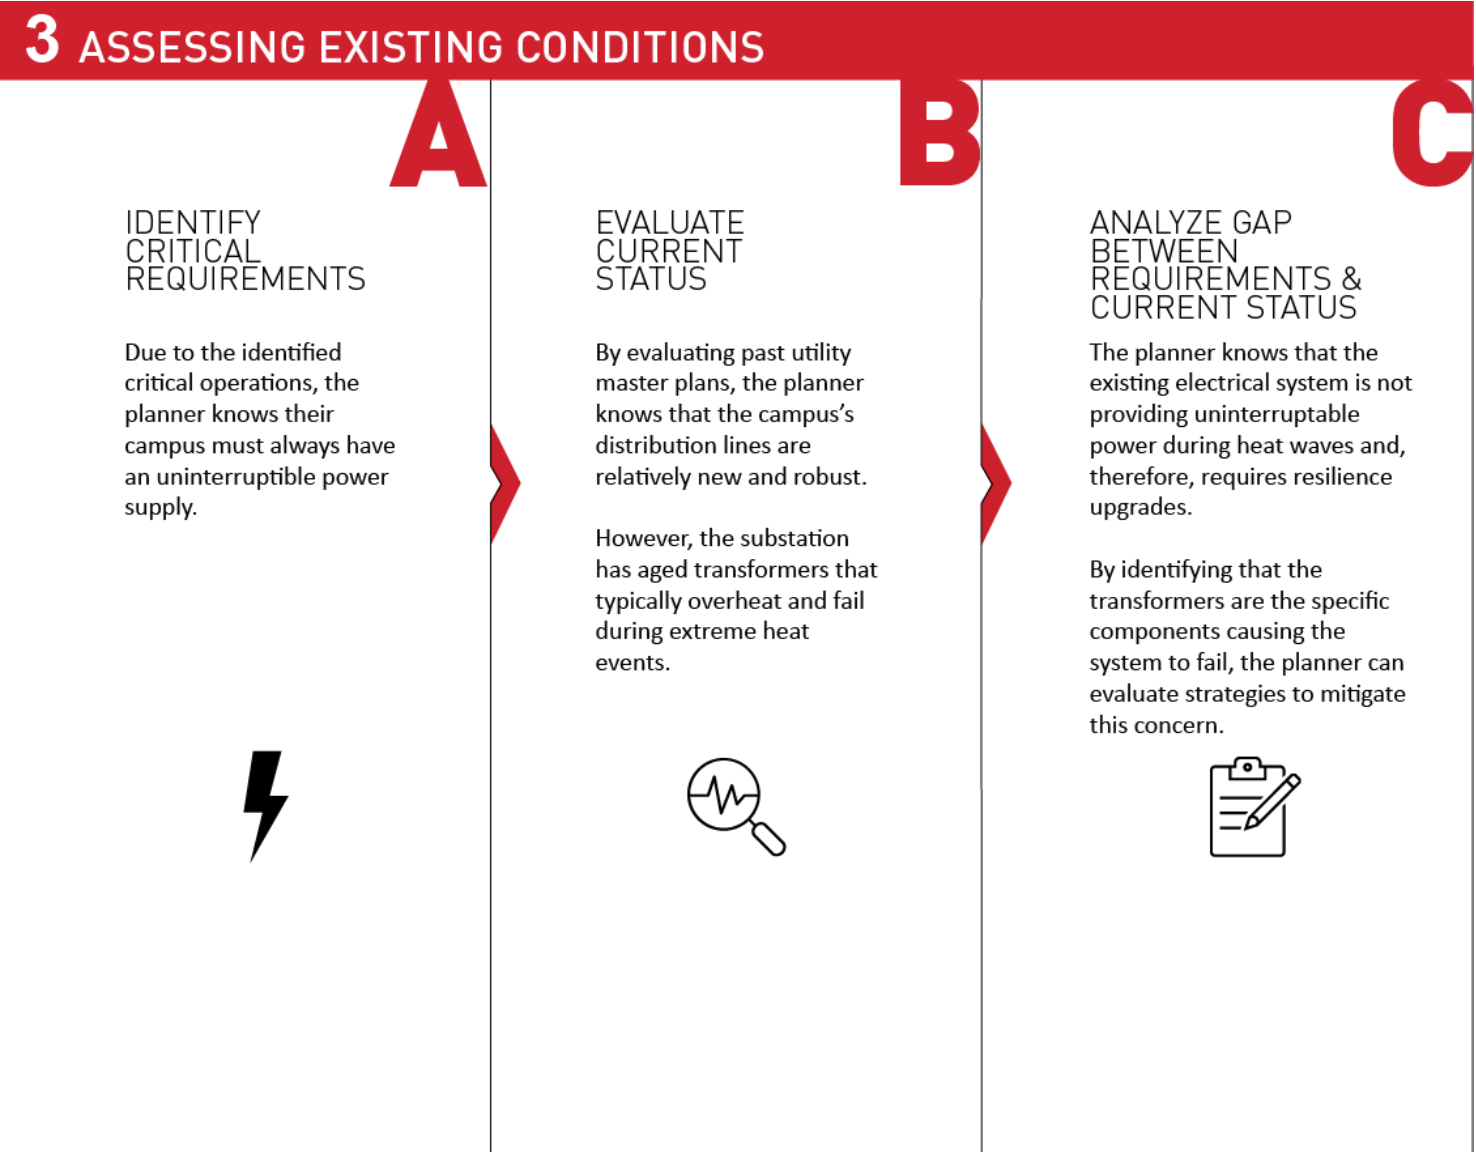 3 ASSESSING EXISTING CONDITIONS
A
IDENTIFY
CRITICAL
REQUIREMENTS
Due to the identified
critical operations, the
planner knows their
campus must always have
an uninterruptible power
supply.
B
EVALUATE
CURRENT
STATUS
By evaluating past utility
master plans, the planner
knows that the campus’s
distribution lines are
relatively new and robust.
However, the substation
has aged transformers that
typically overheat and fail
during extreme heat
events.
C
ANALYZE GAP
BETWEEN
REQUIREMENTS &
CURRENT STATUS
The planner knows that the
existing electrical system is not
providing uninterruptable
power during heat waves and,
therefore, requires resilience
upgrades.
By identifying that the
transformers are the specific
components causing the
system to fail, the planner can
evaluate strategies to mitigate
this concern.